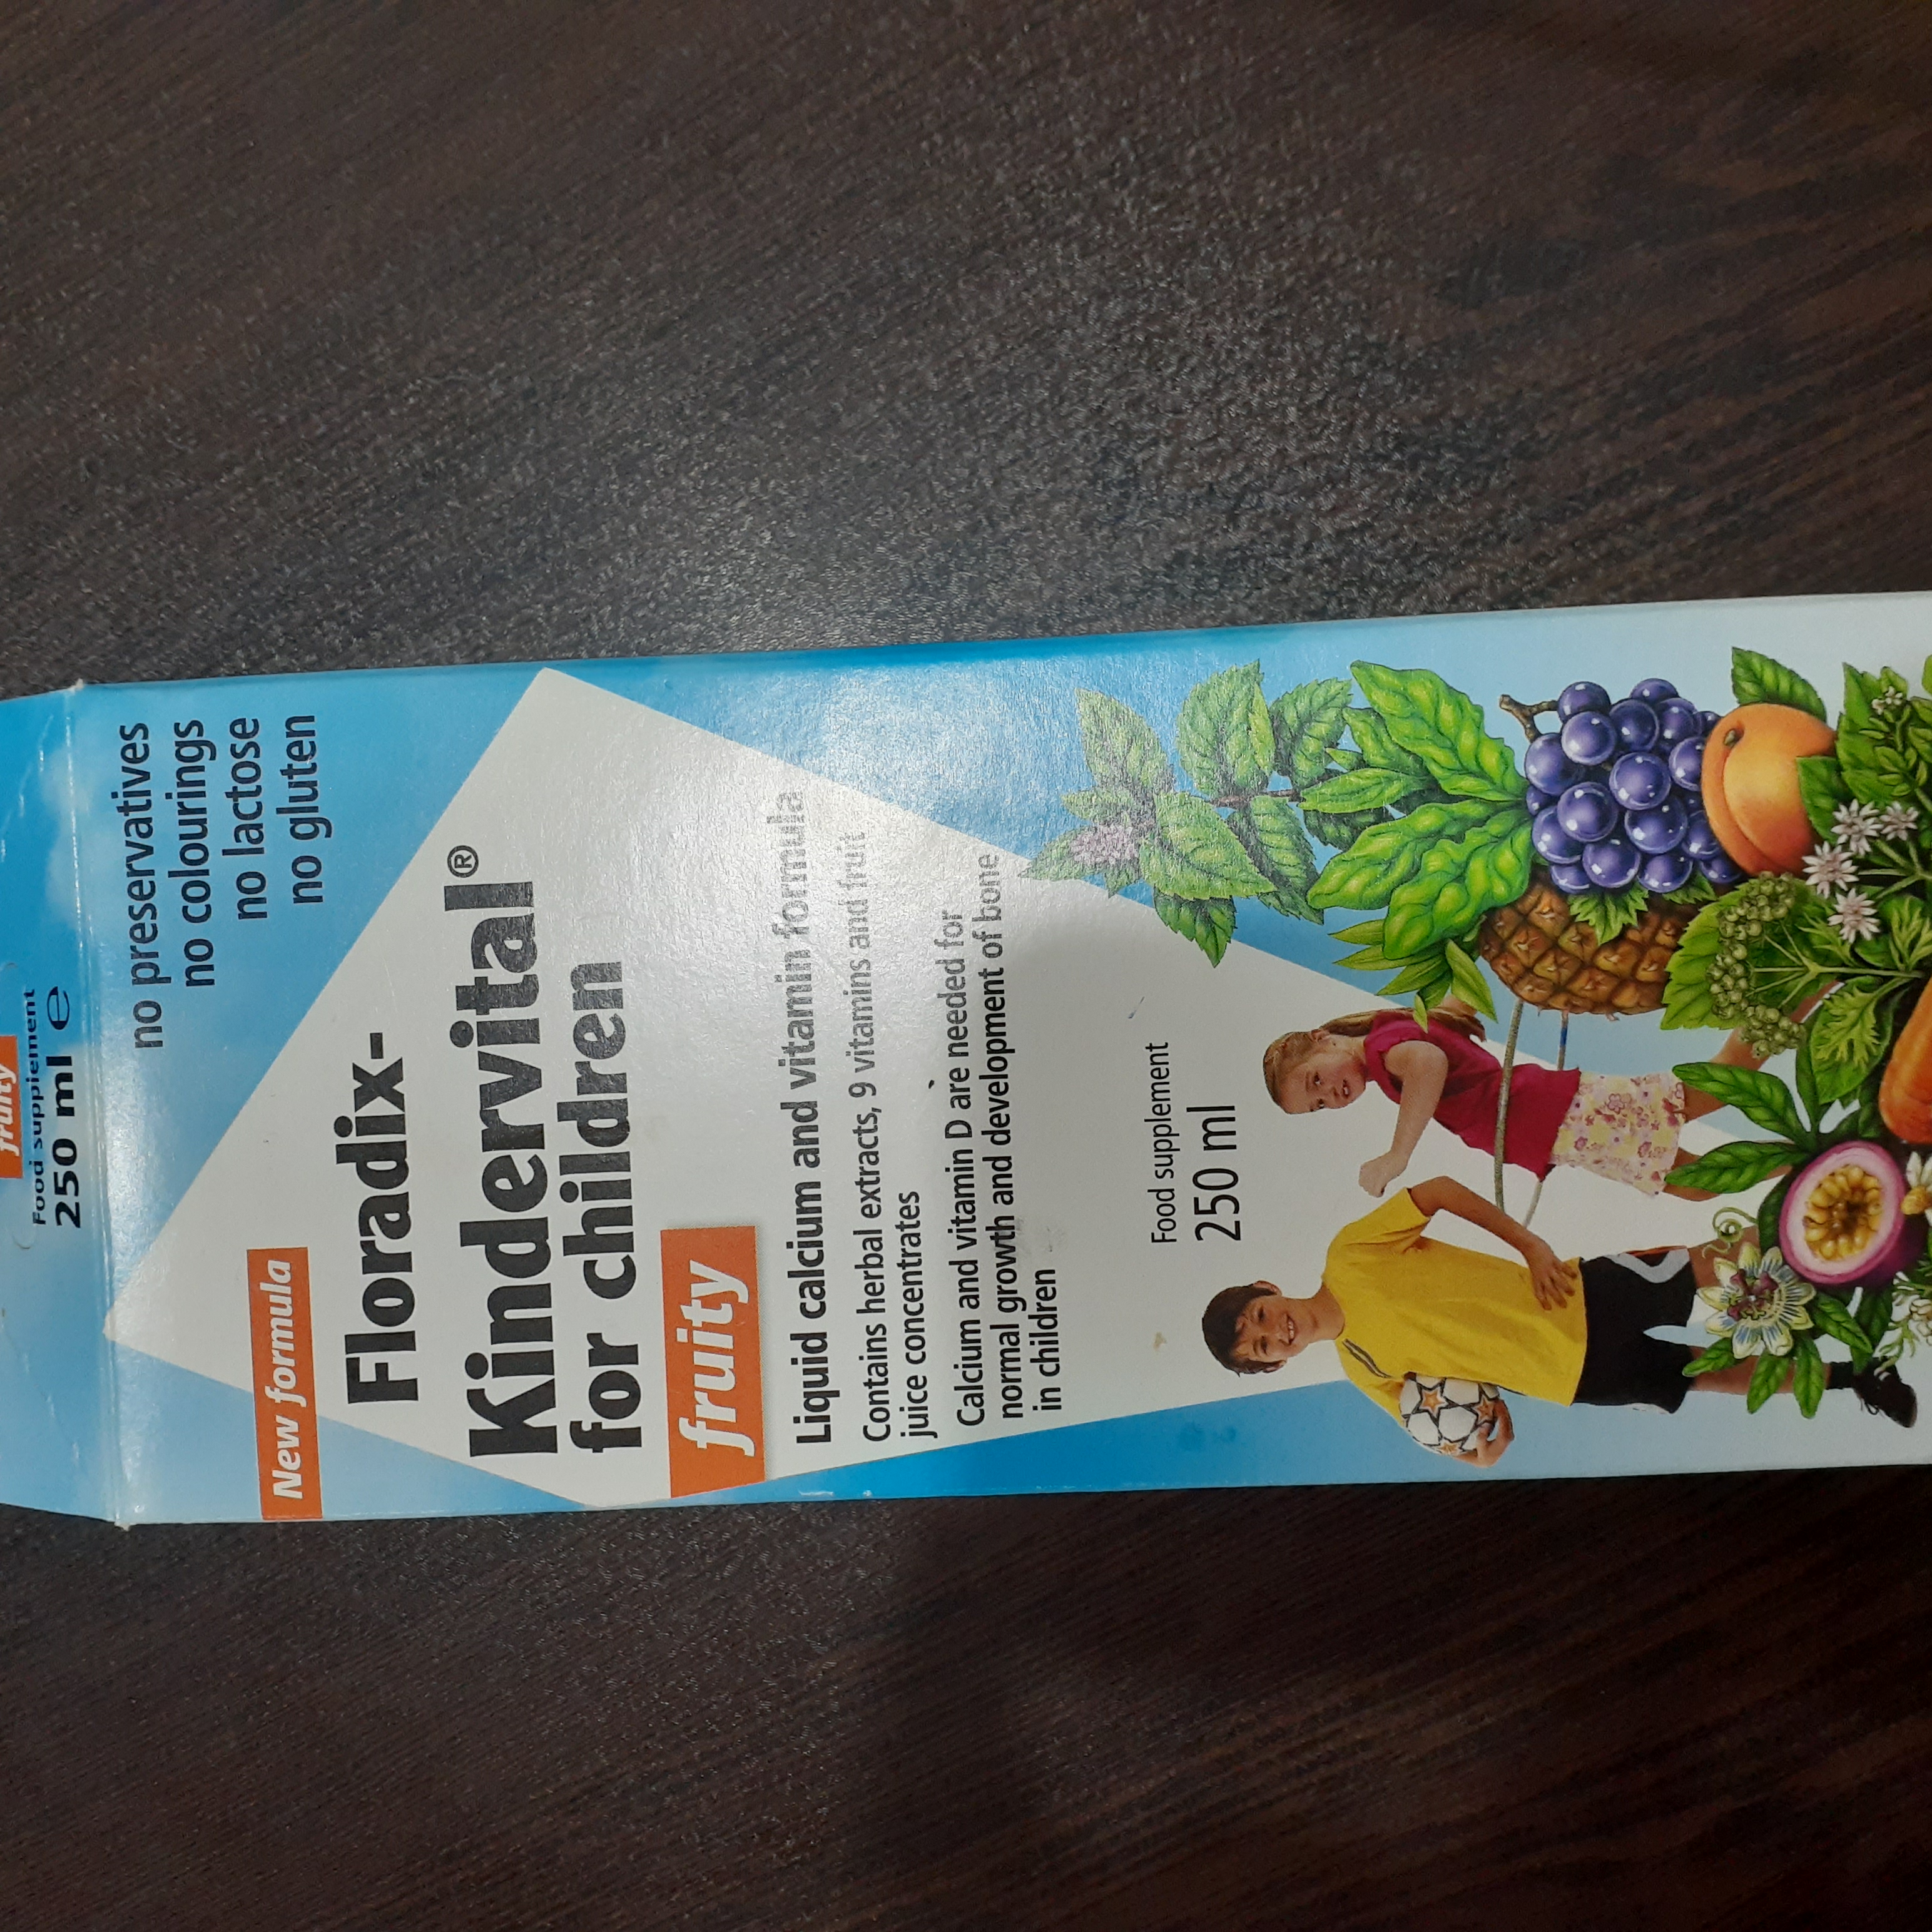 fruity
Food supplement
250 ml e
no preservatives
no colourings
no lactose
no gluten
New formula
Floradix-
Kindervital®
for children
fruity
Liquid calcium and vitamin formula
Contains herbal extracts, 9 vitamins and fruit
juice concentrates
Calcium and vitamin D are needed for
normal growth and development of bone
in children
Food supplement
250 ml